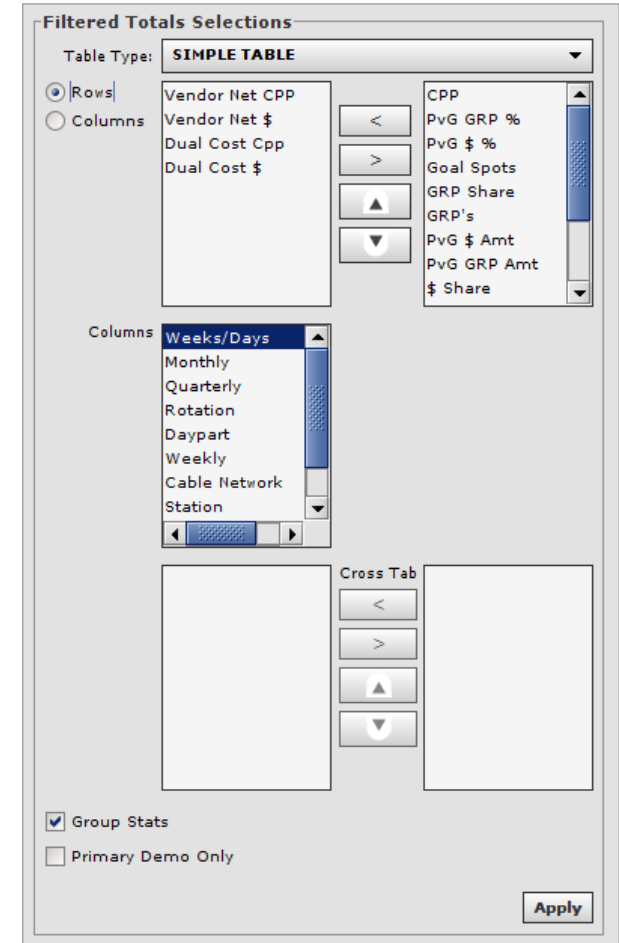 Filtered Totals Selections
Table Type: SIMPLE TABLE
Rows
Columns
Vendor Net CPP
Vendor Net $
Dual Cost Cpp
Dual Cost $
<
>
CPP
PvG GRP %
PvG $ %
Goal Spots
GRP Share
GRP's
PvG $ Amt
PvG GRP Amt
$ Share
Columns
Weeks/Days
Monthly
Quarterly
Rotation
Daypart
Weekly
Cable Network
Station
Cross Tab
<
>
Group Stats
Primary Demo Only
Apply